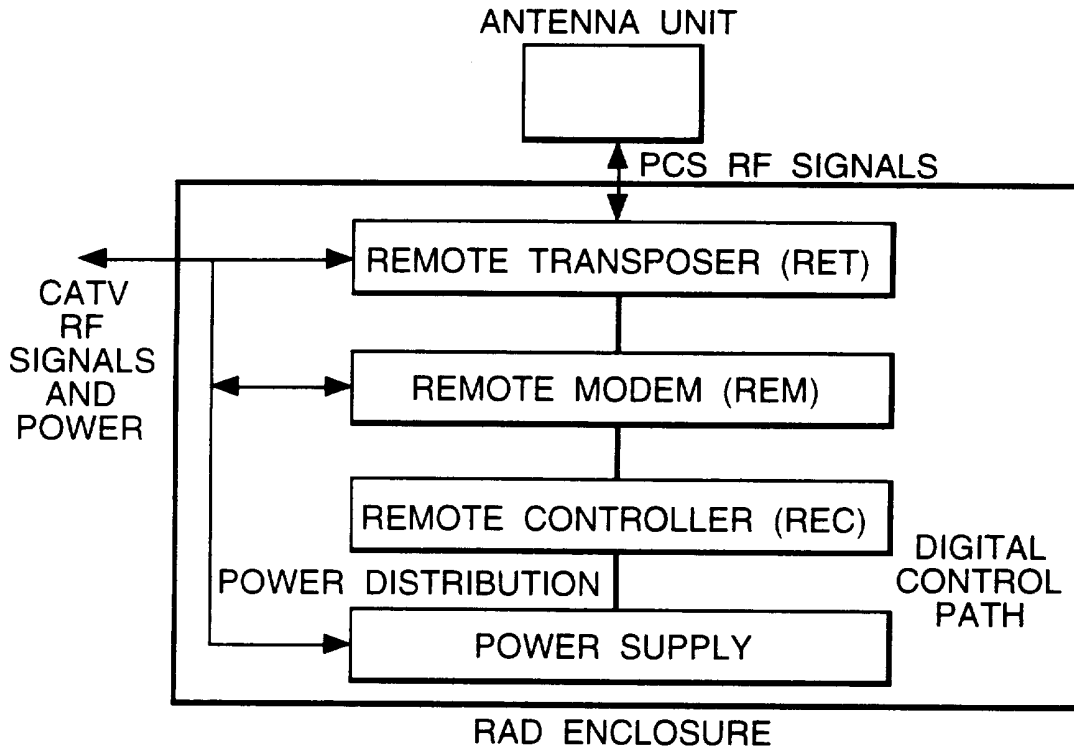 ANTENNA UNIT
PCS RF SIGNALS
REMOTE TRANSPOSER (RET)
CATV
RF
SIGNALS
AND
POWER
REMOTE MODEM (REM)
REMOTE CONTROLLER (REC)
POWER DISTRIBUTION
DIGITAL
CONTROL
PATH
POWER SUPPLY
RAD ENCLOSURE